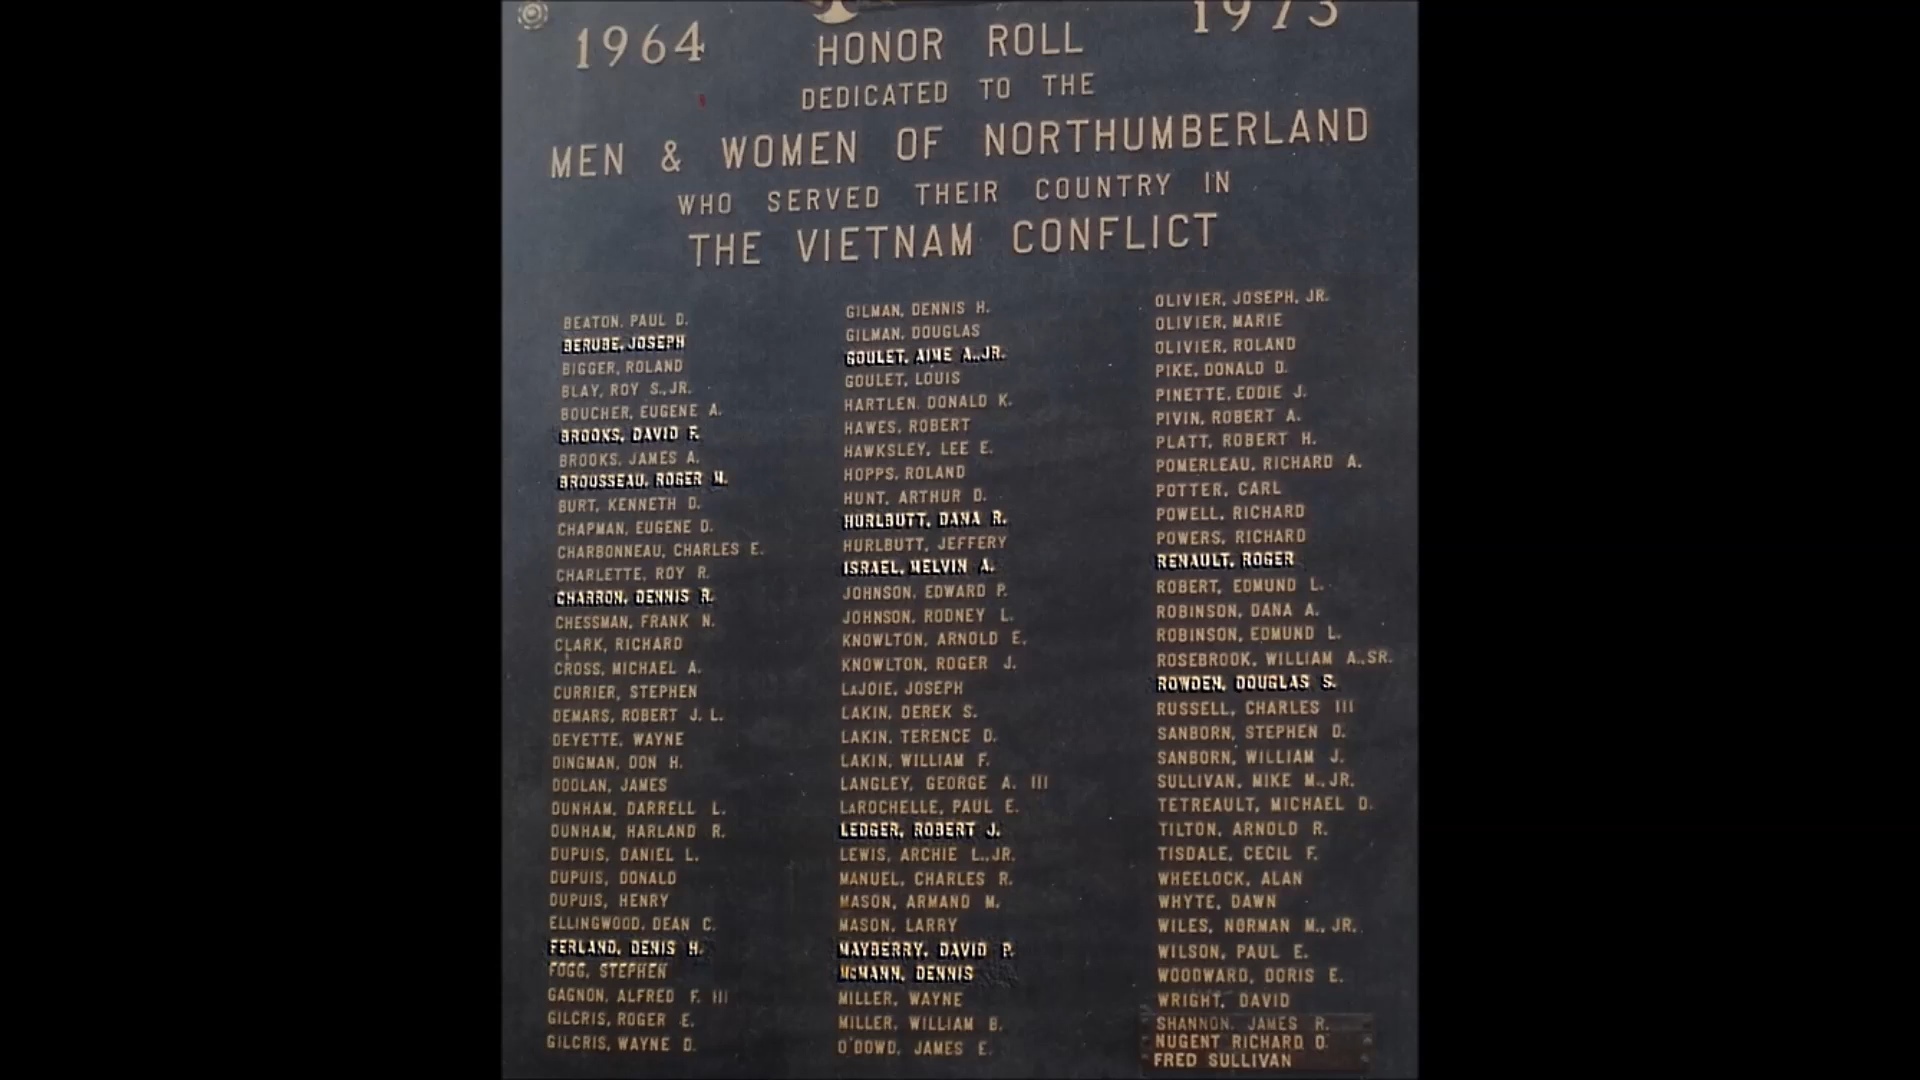 1964 1973
HONOR ROLL
DEDICATED TO THE
MEN & WOMEN OF NORTHUMBERLAND
WHO SERVED THEIR COUNTRY IN
THE VIETNAM CONFLICT
BEATON, PAUL D.
BERUBE, JOSEPH
BIGGER, ROLAND
BLAY, ROY S., JR.
BOUCHER, EUGENE A.
BROOKS, DAVID F.
BROOKS, JAMES A.
BROUSSEAU, ROGER M.
BURT, KENNETH D.
CHAPMAN, EUGENE D.
CHARBONNEAU, CHARLES E.
CHARLETTE, ROY R.
CHARRON, DENNIS R.
CHESSMAN, FRANK N.
CLARK, RICHARD
CROSS, MICHAEL A.
CURRIER, STEPHEN
DEMARS, ROBERT J. L.
DEYETTE, WAYNE
DINGMAN, DON H.
DOOLAN, JAMES
DUNHAM, DARRELL L.
DUNHAM, HARLAND R.
DUPUIS, DANIEL L.
DUPUIS, DONALD
DUPUIS, HENRY
ELLINGWOOD, DEAN C.
FERLAND, DENIS H.
FOGG, STEPHEN
GAGNON, ALFRED F. III
GILCRIS, ROGER E.
GILCRIS, WAYNE D.
GILMAN, DENNIS H.
GILMAN, DOUGLAS
GOULET, AIME A., JR.
GOULET, LOUIS
HARTLEN, DONALD K.
HAWES, ROBERT
HAWKSLEY, LEE E.
HOPPS, ROLAND
HUNT, ARTHUR D.
HURLBUTT, DANA R.
HURLBUTT, JEFFERY
ISRAEL, MELVIN A.
JOHNSON, EDWARD P.
JOHNSON, RODNEY L.
KNOWLTON, ARNOLD E.
KNOWLTON, ROGER J.
LaJOIE, JOSEPH
LAKIN, DEREK S.
LAKIN, TERENCE D.
LAKIN, WILLIAM F.
LANGLEY, GEORGE A. III
LaROCHELLE, PAUL E.
LEDGER, ROBERT J.
LEWIS, ARCHIE L., JR.
MANUEL, CHARLES R.
MASON, ARMAND M.
MASON, LARRY
MAYBERRY, DAVID P.
McMANN, DENNIS
MILLER, WAYNE
MILLER, WILLIAM B.
O'DOWD, JAMES E.
OLIVIER, JOSEPH, JR.
OLIVIER, MARIE
OLIVIER, ROLAND
PIKE, DONALD D.
PINETTE, EDDIE J.
PIVIN, ROBERT A.
PLATT, ROBERT H.
POMERLEAU, RICHARD A.
POTTER, CARL
POWELL, RICHARD
POWERS, RICHARD
RENAULT, ROGER
ROBERT, EDMUND L.
ROBINSON, DANA A.
ROBINSON, EDMUND L.
ROSEBROOK, WILLIAM A., SR.
ROWDEN, DOUGLAS S.
RUSSELL, CHARLES III
SANBORN, STEPHEN D.
SANBORN, WILLIAM J.
SULLIVAN, MIKE M., JR.
TETREAULT, MICHAEL D.
TILTON, ARNOLD R.
TISDALE, CECIL F.
WHEELOCK, ALAN
WHYTE, DAWN
WILES, NORMAN M., JR.
WILSON, PAUL E.
WOODWARD, DORIS E.
WRIGHT, DAVID
SHANNON, JAMES R.
NUGENT RICHARD O.
FRED SULLIVAN